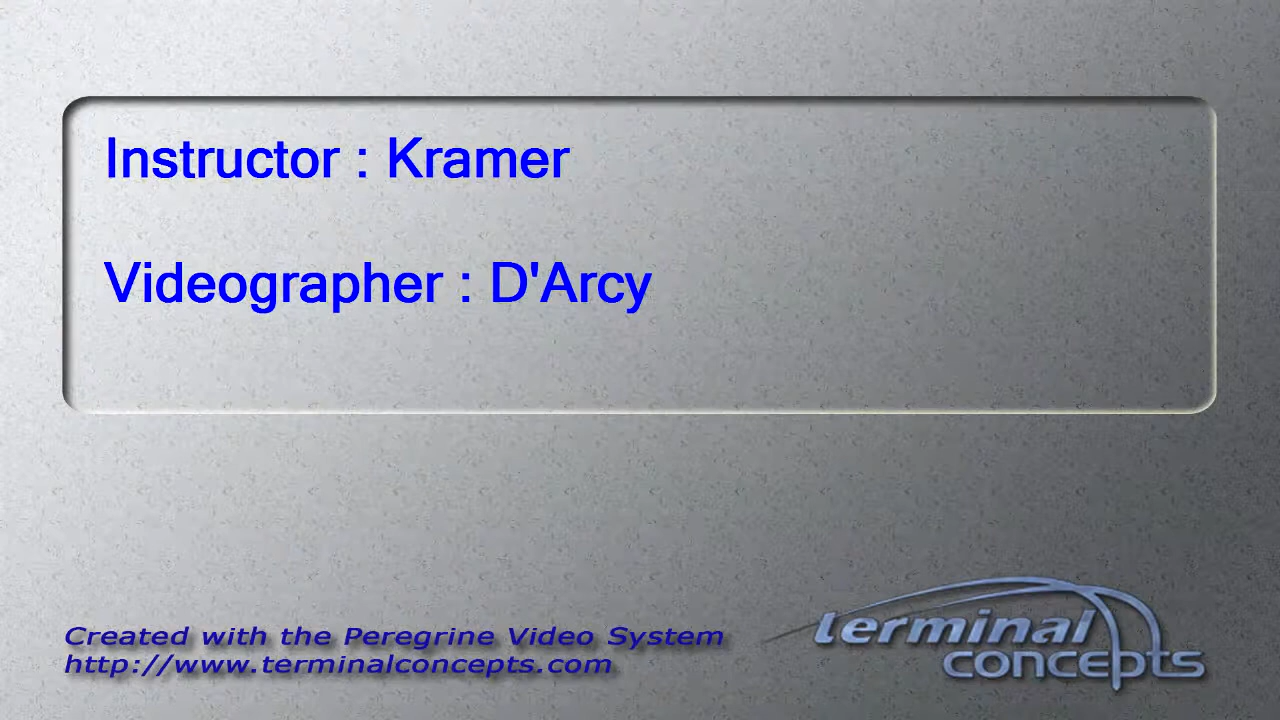 Instructor : Kramer
Videographer : D'Arcy
Created with the Peregrine Video System
http://www.terminalconcepts.com
terminal
concepts